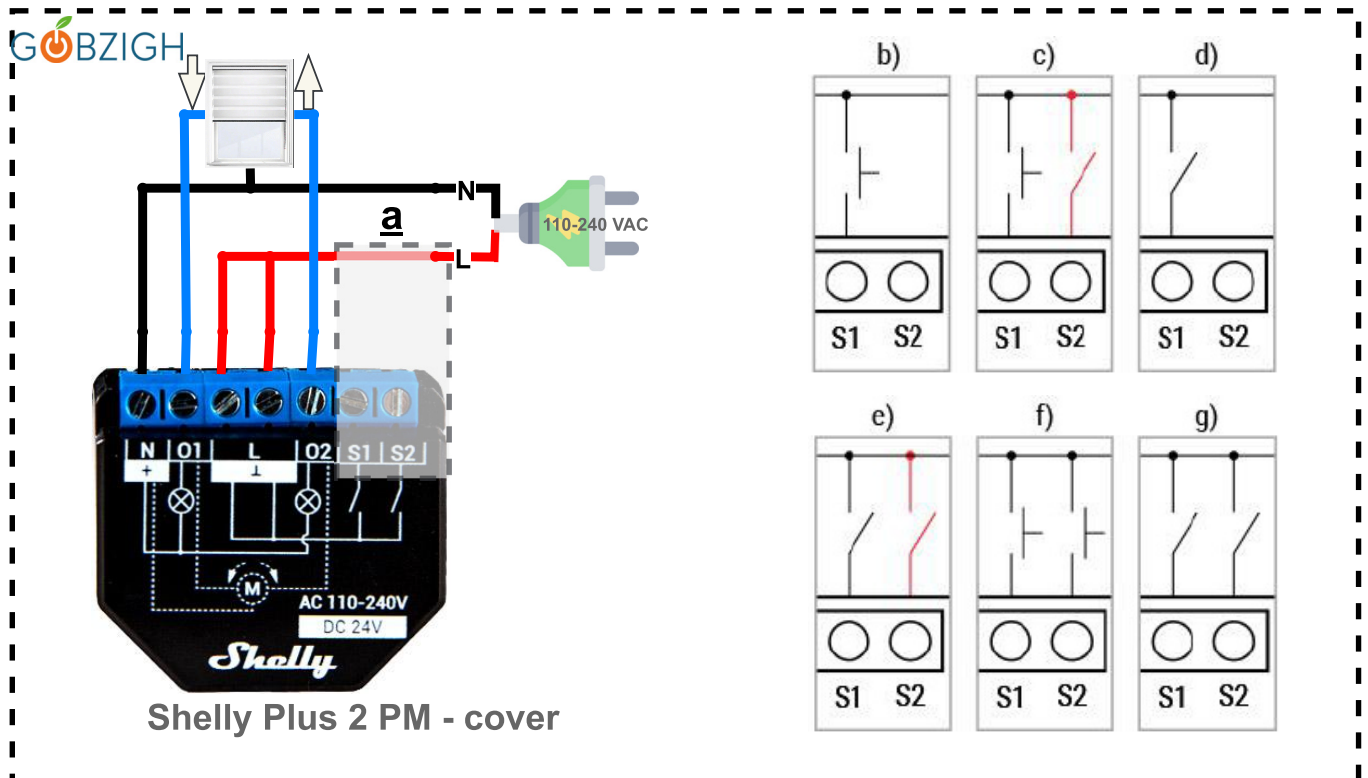 GOBZIGH
N
110-240 VAC
a
L
N O1 L O2 S1 S2
+ ⊥
M
AC 110-240V
DC 24V
Shelly
Shelly Plus 2 PM - cover
b) c) d)
S1 S2 S1 S2 S1 S2
e) f) g)
S1 S2 S1 S2 S1 S2